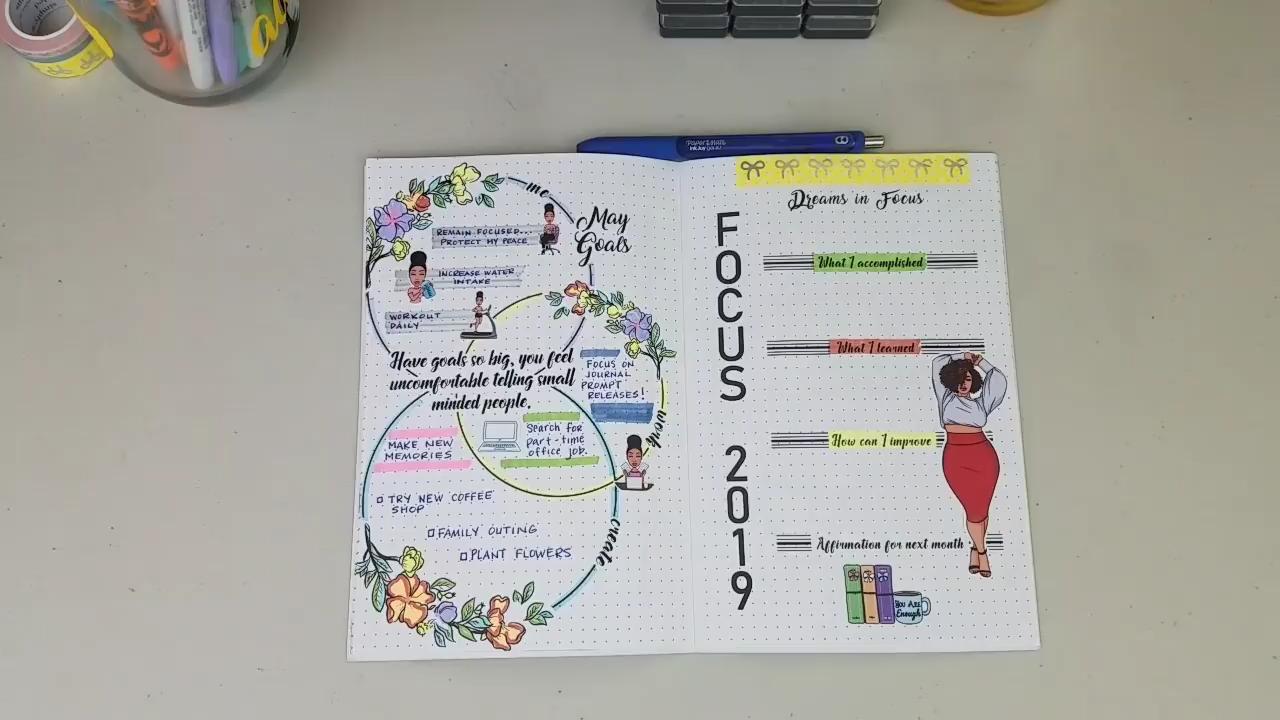 me
May
Goals
REMAIN FOCUSED...
PROTECT MY PEACE
INCREASE WATER
INTAKE
WORKOUT
DAILY
Have goals so big, you feel
uncomfortable telling small
minded people.
FOCUS ON
JOURNAL
PROMPT
RELEASES!
work
Search for
part-time
office job.
MAKE NEW
MEMORIES
TRY NEW COFFEE
SHOP
FAMILY OUTING
PLANT FLOWERS
create
PAPER MATE
InkJoy
Dreams in Focus
FOCUS 2019
What I accomplished
What I learned
How can I improve
Affirmation for next month
You Are
Enough